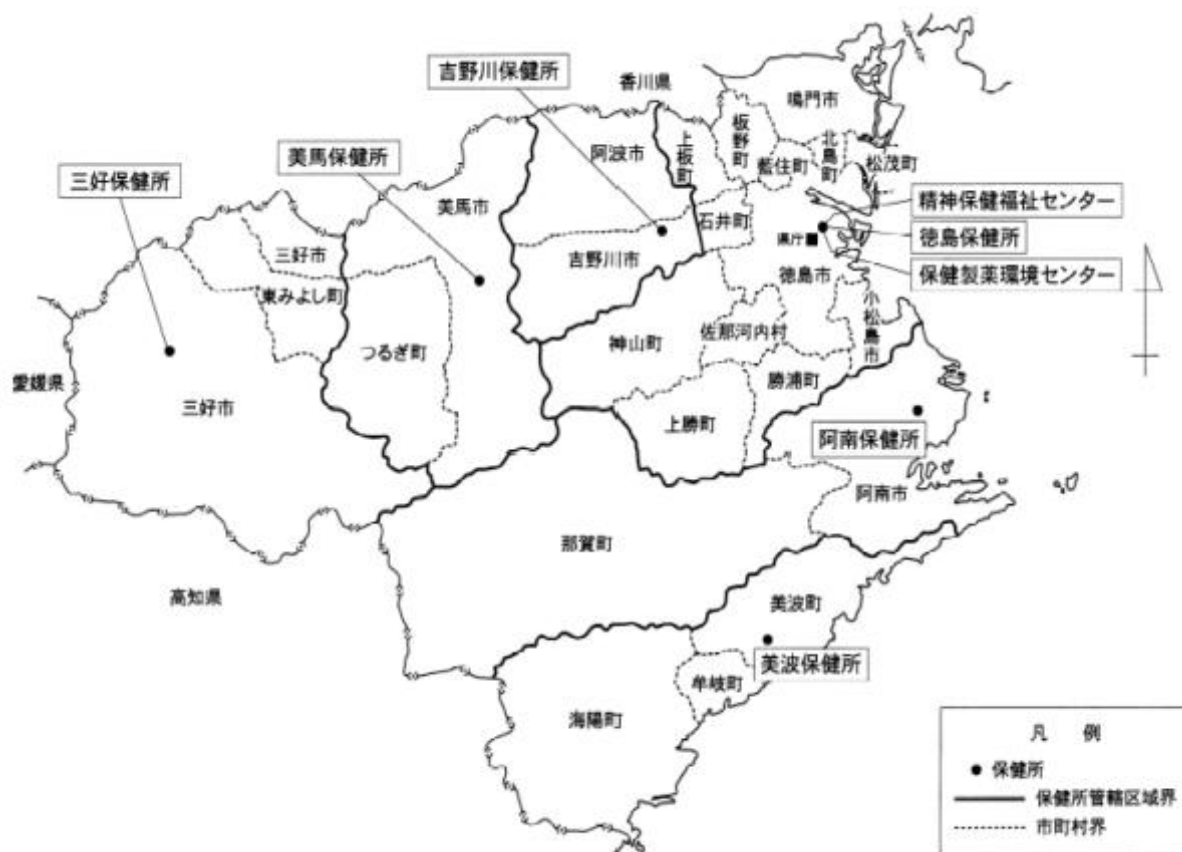 吉野川保健所
香川県
鳴門市
美馬保健所
阿波市
上板町
板野町
北島町
藍住町
松茂町
三好保健所
美馬市
精神保健福祉センター
石井町
徳島保健所
県庁
三好市
吉野川市
徳島市
保健製薬環境センター
東みよし町
小松島市
佐那河内村
神山町
つるぎ町
勝浦町
愛媛県
三好市
上勝町
阿南保健所
阿南市
那賀町
高知県
美波町
美波保健所
牟岐町
海陽町
凡 例
● 保健所
保健所管轄区域界
市町村界